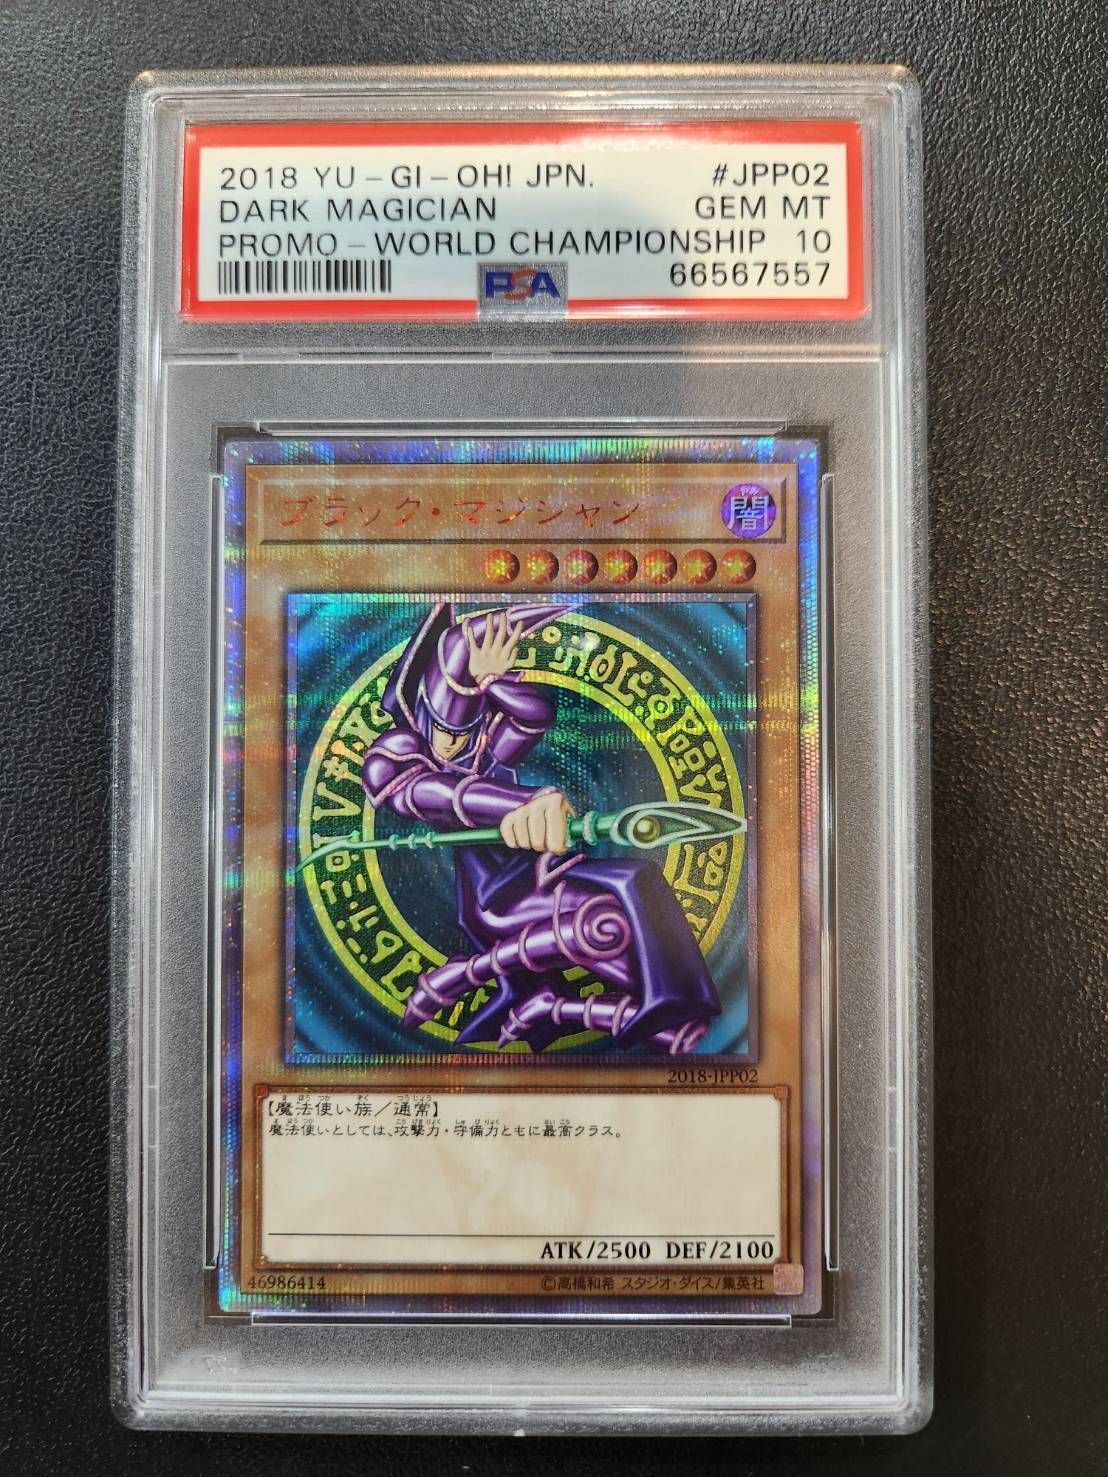 2018 YU-GI-OH! JPN. #JPP02
DARK MAGICIAN GEM MT
PROMO-WORLD CHAMPIONSHIP 10
PSA 66567557
ブラック・マジシャン
闇
2018-JPP02
【魔法使い族／通常】
魔法使いとしては、攻撃力・守備力ともに最高クラス。
ATK/2500 DEF/2100
46986414 ©高橋和希 スタジオ・ダイス/集英社